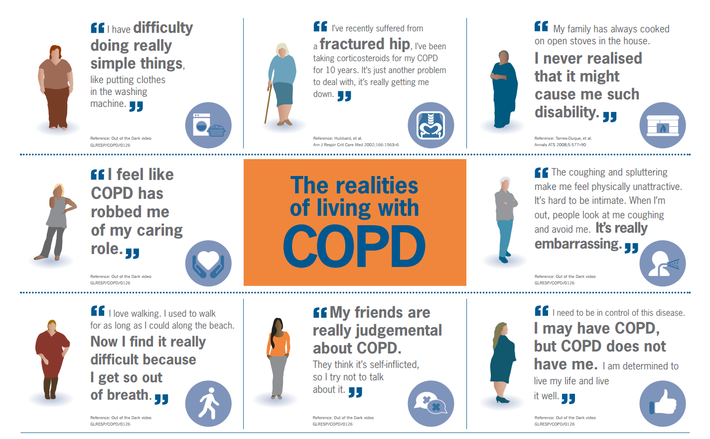 I have difficulty
doing really
simple things,
like putting clothes
in the washing
machine.
Reference: Out of the Dark video
GLRESP/COPD/0126
I've recently suffered from
a fractured hip, I've been
taking corticosteroids for my COPD
for 10 years. It's just another problem
to deal with, it's really getting me
down.
Reference: Hubbard, et al.
Am J Respir Crit Care Med 2002;166:1563–6
My family has always cooked
on open stoves in the house.
I never realised
that it might
cause me such
disability.
Reference: Torres-Duque, et al.
Annals ATS 2008;5:577–90
I feel like
COPD has
robbed me
of my caring
role.
Reference: Out of the Dark video
GLRESP/COPD/0126
The realities
of living with
COPD
The coughing and spluttering
make me feel physically unattractive.
It's hard to be intimate. When I'm
out, people look at me coughing
and avoid me. It's really
embarrassing.
Reference: Out of the Dark video
GLRESP/COPD/0126
I love walking. I used to walk
for as long as I could along the beach.
Now I find it really
difficult because
I get so out
of breath.
Reference: Out of the Dark video
GLRESP/COPD/0126
My friends are
really judgemental
about COPD.
They think it's self-inflicted,
so I try not to talk
about it.
Reference: Out of the Dark video
GLRESP/COPD/0126
I need to be in control of this disease.
I may have COPD,
but COPD does not
have me. I am determined to
live my life and live
it well.
Reference: Out of the Dark video
GLRESP/COPD/0126